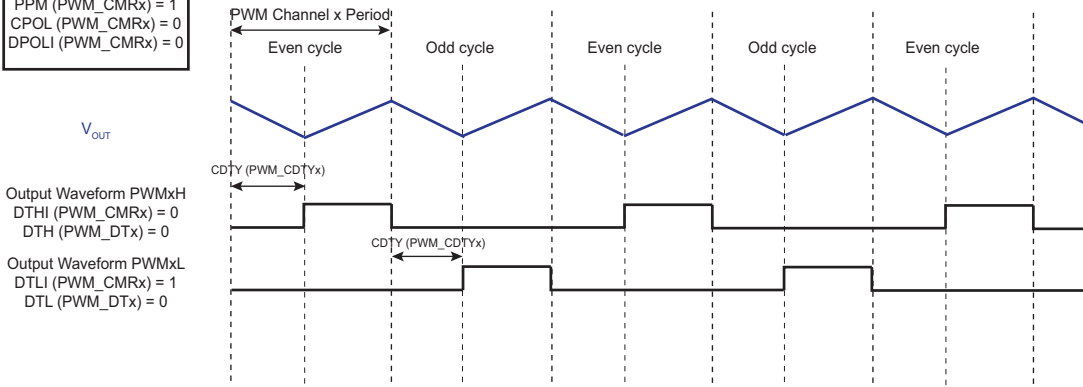 PPM (PWM_CMRx) = 1
CPOL (PWM_CMRx) = 0
DPOLI (PWM_CMRx) = 0
PWM Channel x Period
Even cycle
Odd cycle
Even cycle
Odd cycle
Even cycle
VOUT
CDTY (PWM_CDTYx)
Output Waveform PWMxH
DTHI (PWM_CMRx) = 0
DTH (PWM_DTx) = 0
CDTY (PWM_CDTYx)
Output Waveform PWMxL
DTLI (PWM_CMRx) = 1
DTL (PWM_DTx) = 0